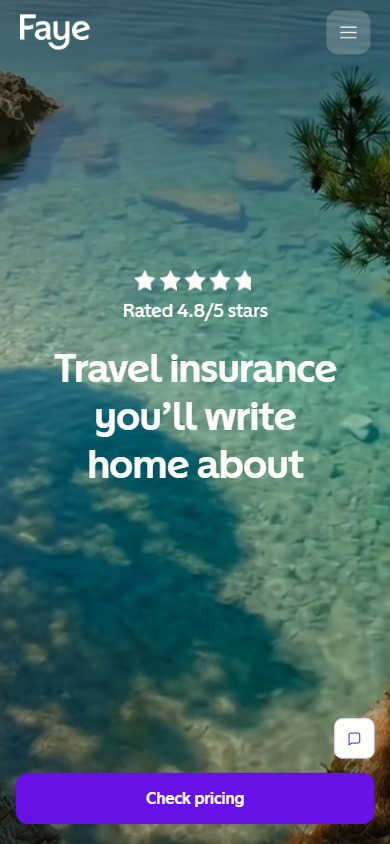 Faye
Rated 4.8/5 stars
Travel insurance
you’ll write
home about
Check pricing